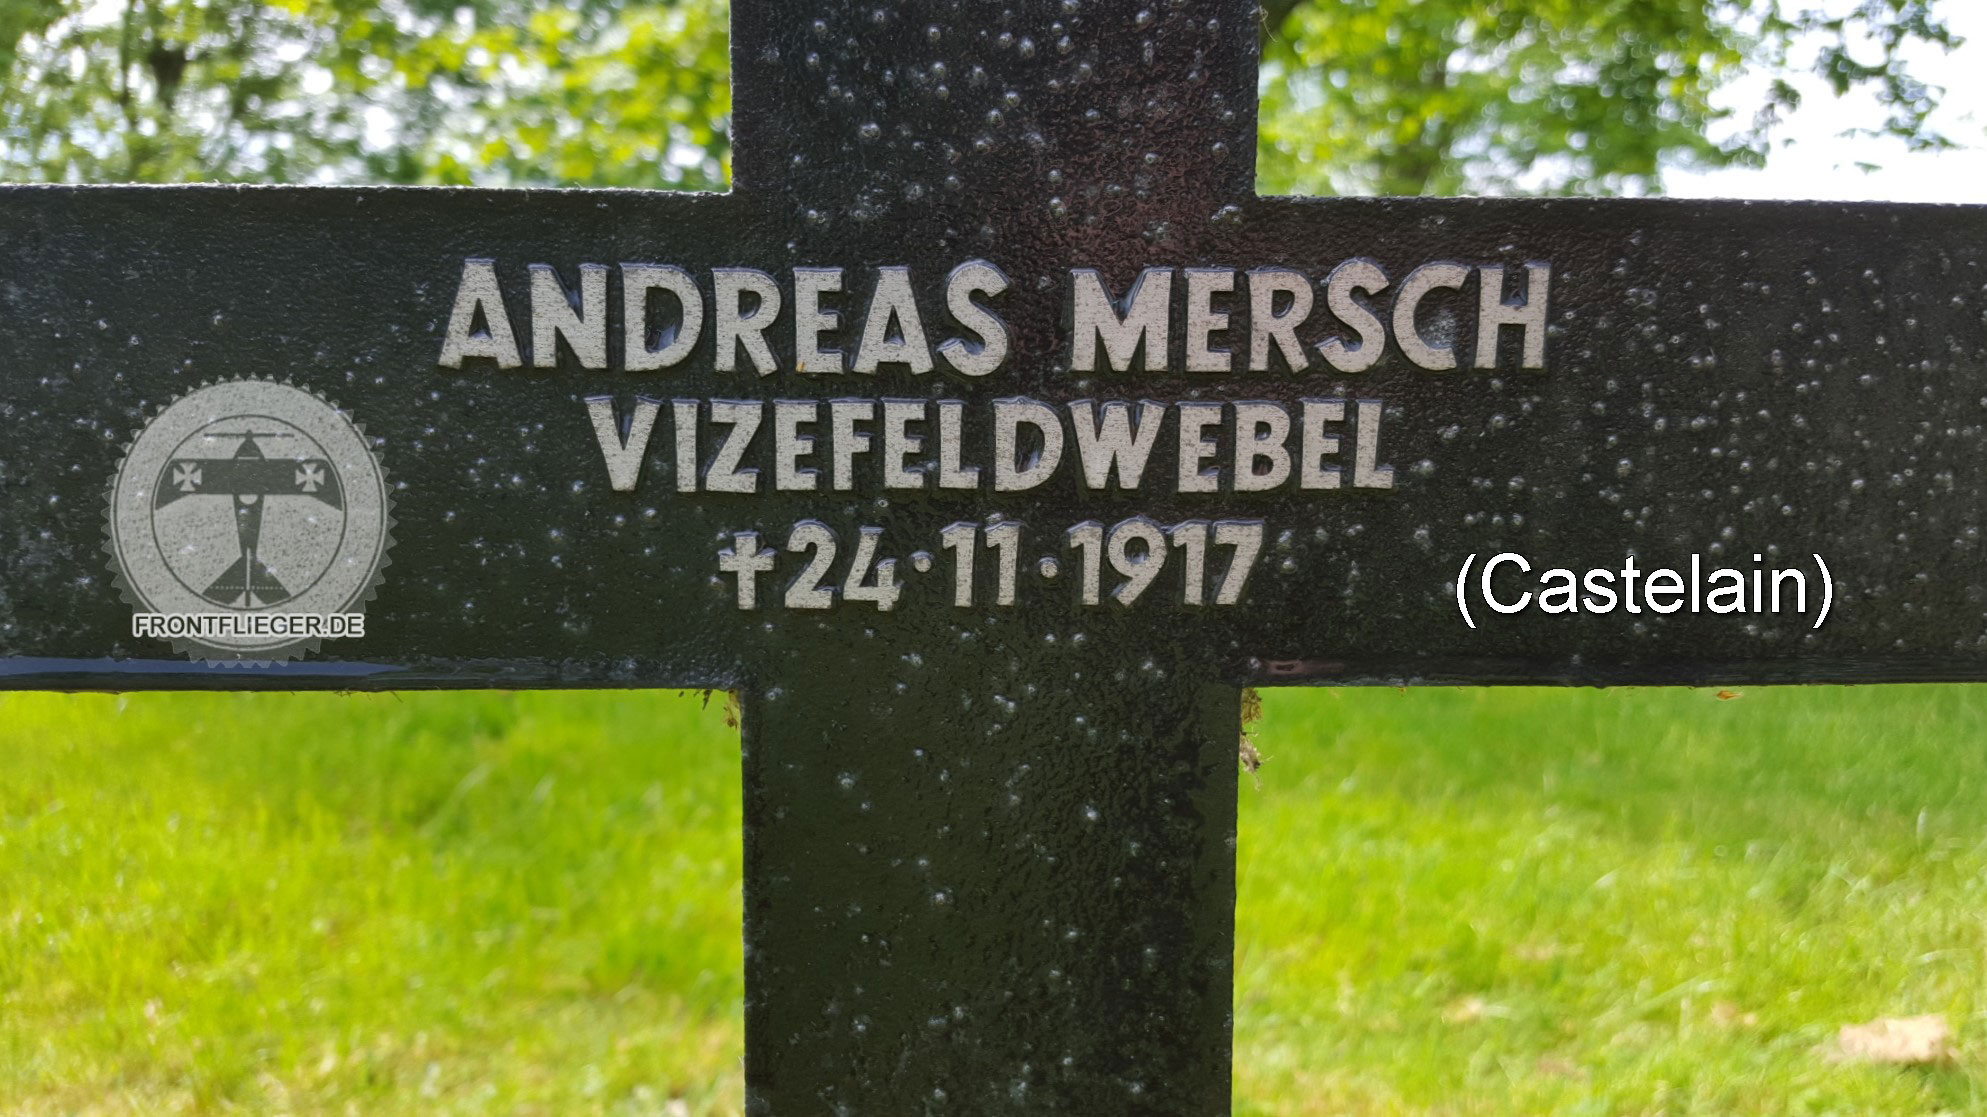 ANDREAS MERSCH
VIZEFELDWEBEL
†24·11·1917
(Castelain)
FRONTFLIEGER.DE